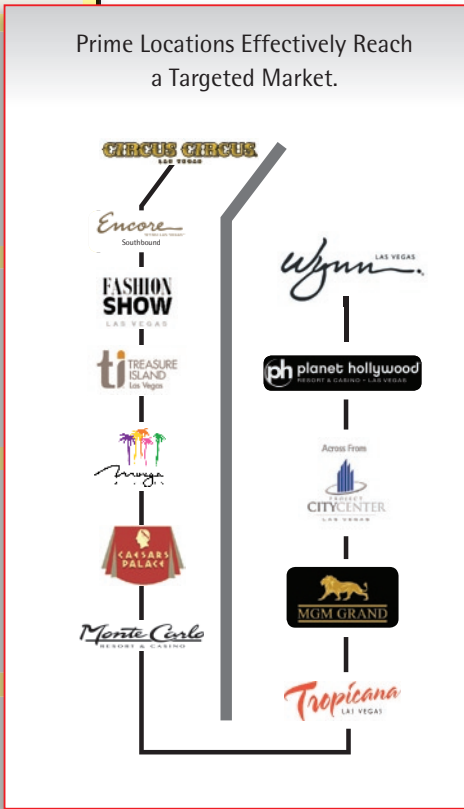 Prime Locations Effectively Reach
a Targeted Market.
CIRCUS CIRCUS
LAS VEGAS
Encore
Southbound
FASHION
SHOW
LAS VEGAS
ti TREASURE
ISLAND
Las Vegas
CAESARS
PALACE
Monte Carlo
RESORT & CASINO
Wynn
LAS VEGAS
ph planet hollywood
RESORT & CASINO • LAS VEGAS
Across From
PROJECT
CITYCENTER
LAS VEGAS
MGM GRAND
Tropicana
LAS VEGAS